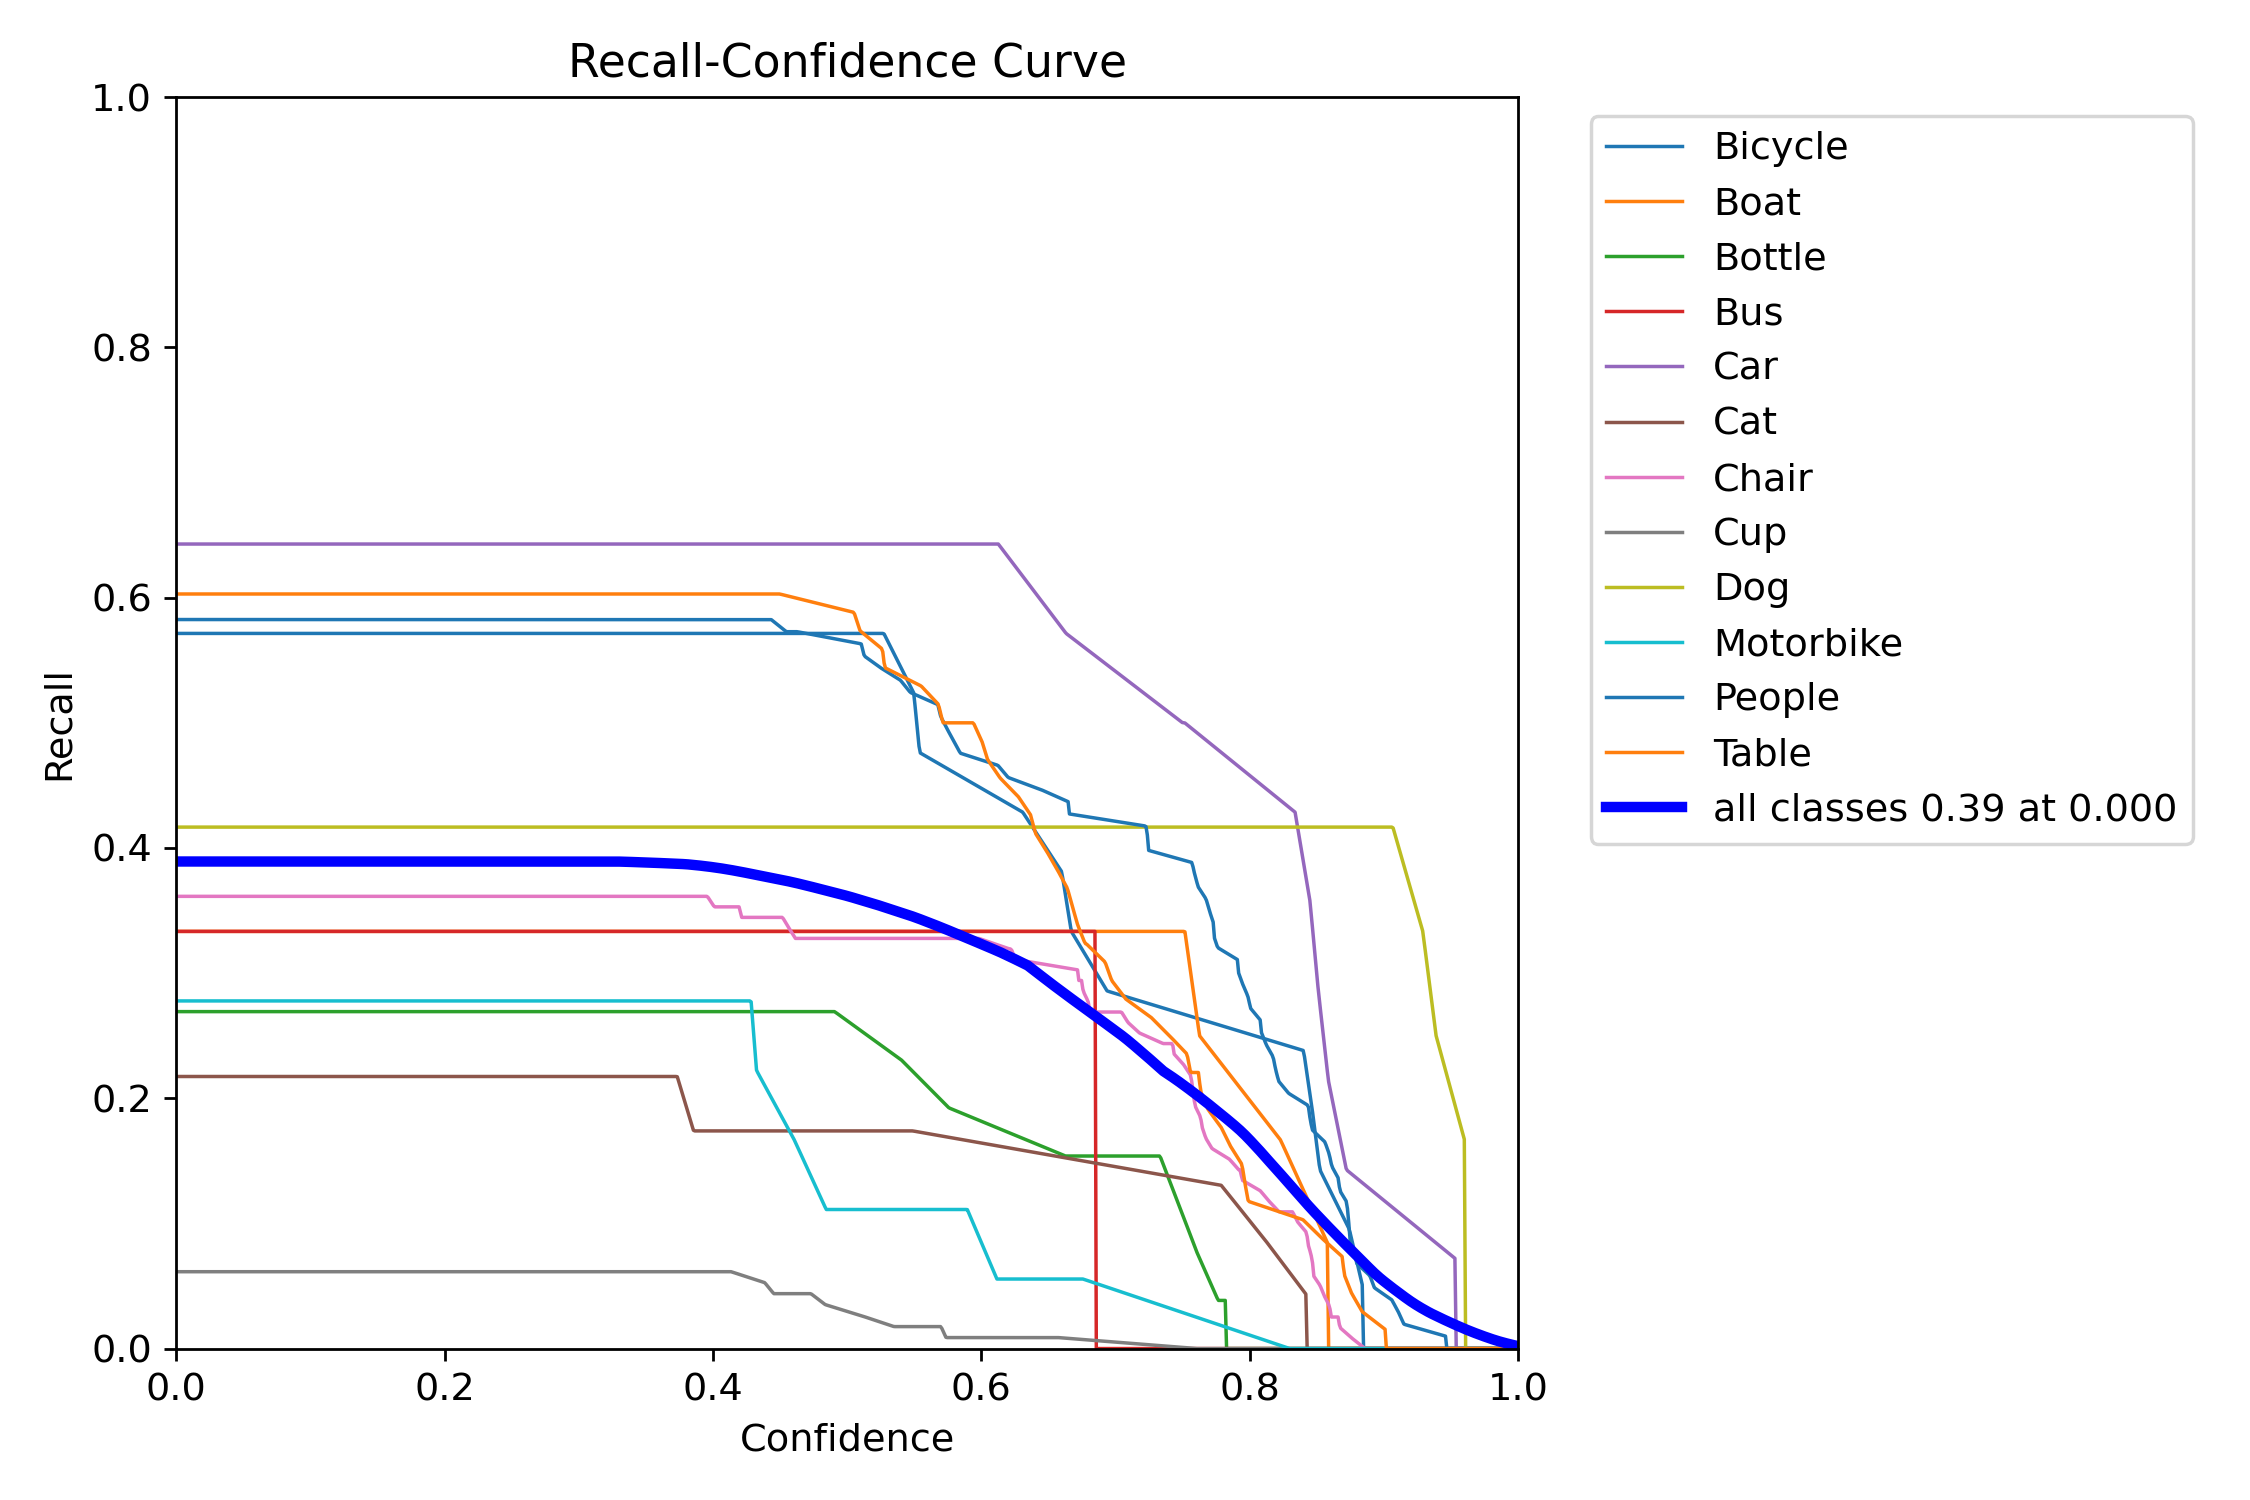 Recall-Confidence Curve
1.0
0.8
0.6
0.4
0.2
0.0
Recall
0.0 0.2 0.4 0.6 0.8 1.0
Confidence
Bicycle
Boat
Bottle
Bus
Car
Cat
Chair
Cup
Dog
Motorbike
People
Table
all classes 0.39 at 0.000